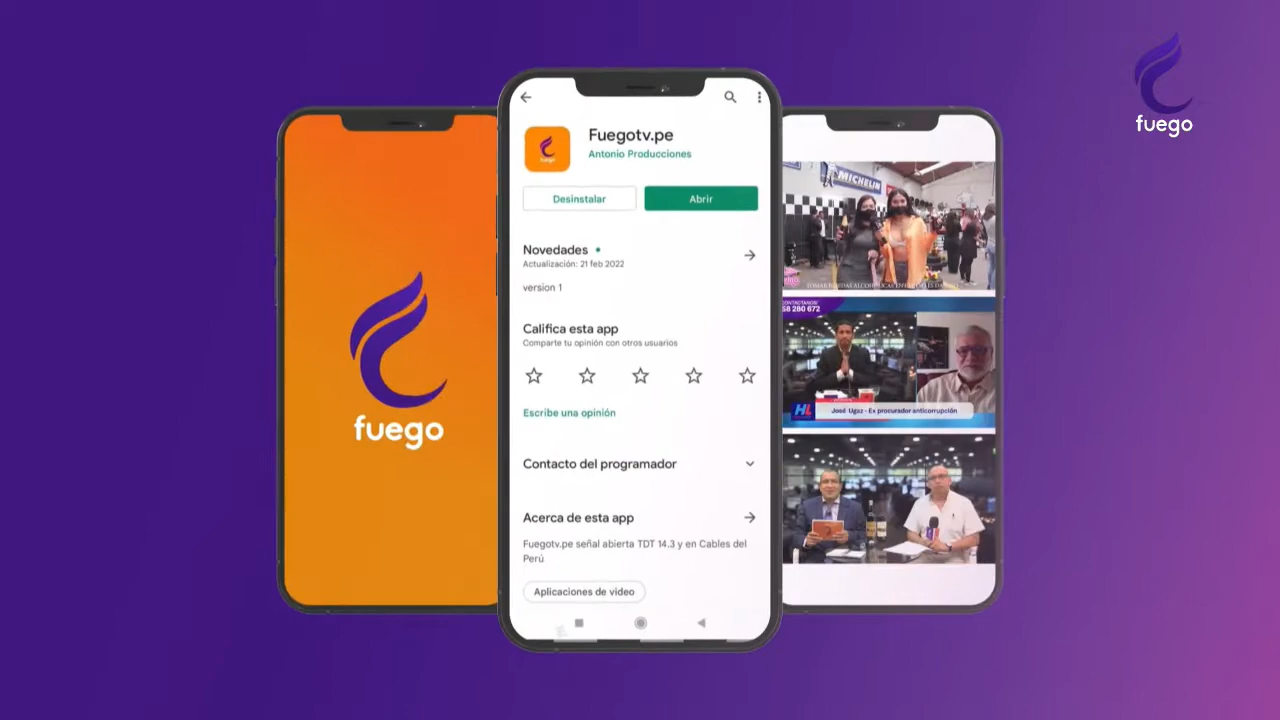 fuego
fuego
Fuegotv.pe
Antonio Producciones
fuego
Desinstalar
Abrir
Novedades
Actualización: 21 feb 2022
version 1
Califica esta app
Comparte tu opinión con otros usuarios
Escribe una opinión
Contacto del programador
Acerca de esta app
Fuegotv.pe señal abierta TDT 14.3 y en Cables del
Perú
Aplicaciones de video
MICHELIN
CONTACTANOS
58 280 672
HL
José Ugaz - Ex procurador anticorrupción